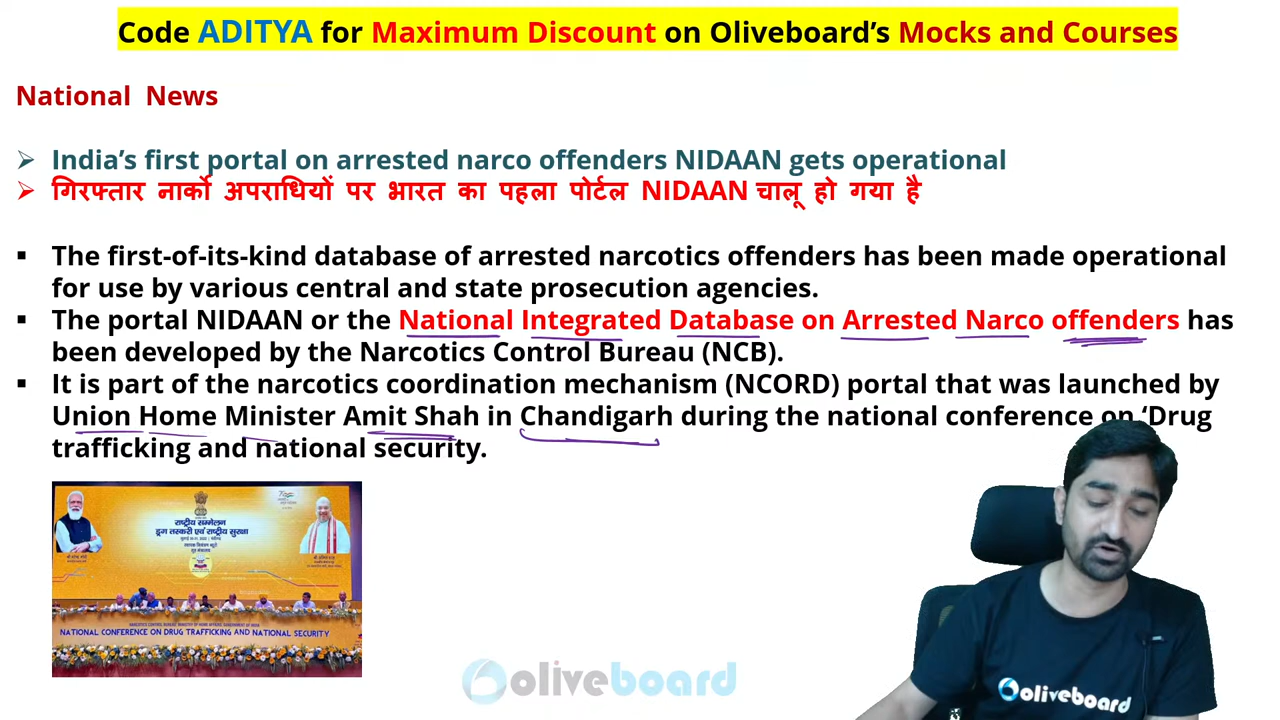 Code ADITYA for Maximum Discount on Oliveboard’s Mocks and Courses
National News
India’s first portal on arrested narco offenders NIDAAN gets operational
गिरफ्तार नार्को अपराधियों पर भारत का पहला पोर्टल NIDAAN चालू हो गया है
The first-of-its-kind database of arrested narcotics offenders has been made operational
for use by various central and state prosecution agencies.
The portal NIDAAN or the National Integrated Database on Arrested Narco offenders has
been developed by the Narcotics Control Bureau (NCB).
It is part of the narcotics coordination mechanism (NCORD) portal that was launched by
Union Home Minister Amit Shah in Chandigarh during the national conference on ‘Drug
trafficking and national security.
राष्ट्रीय सम्मेलन
ड्रग तस्करी एवं राष्ट्रीय सुरक्षा
NATIONAL CONFERENCE ON DRUG TRAFFICKING AND NATIONAL SECURITY
oliveboard
oliveboard